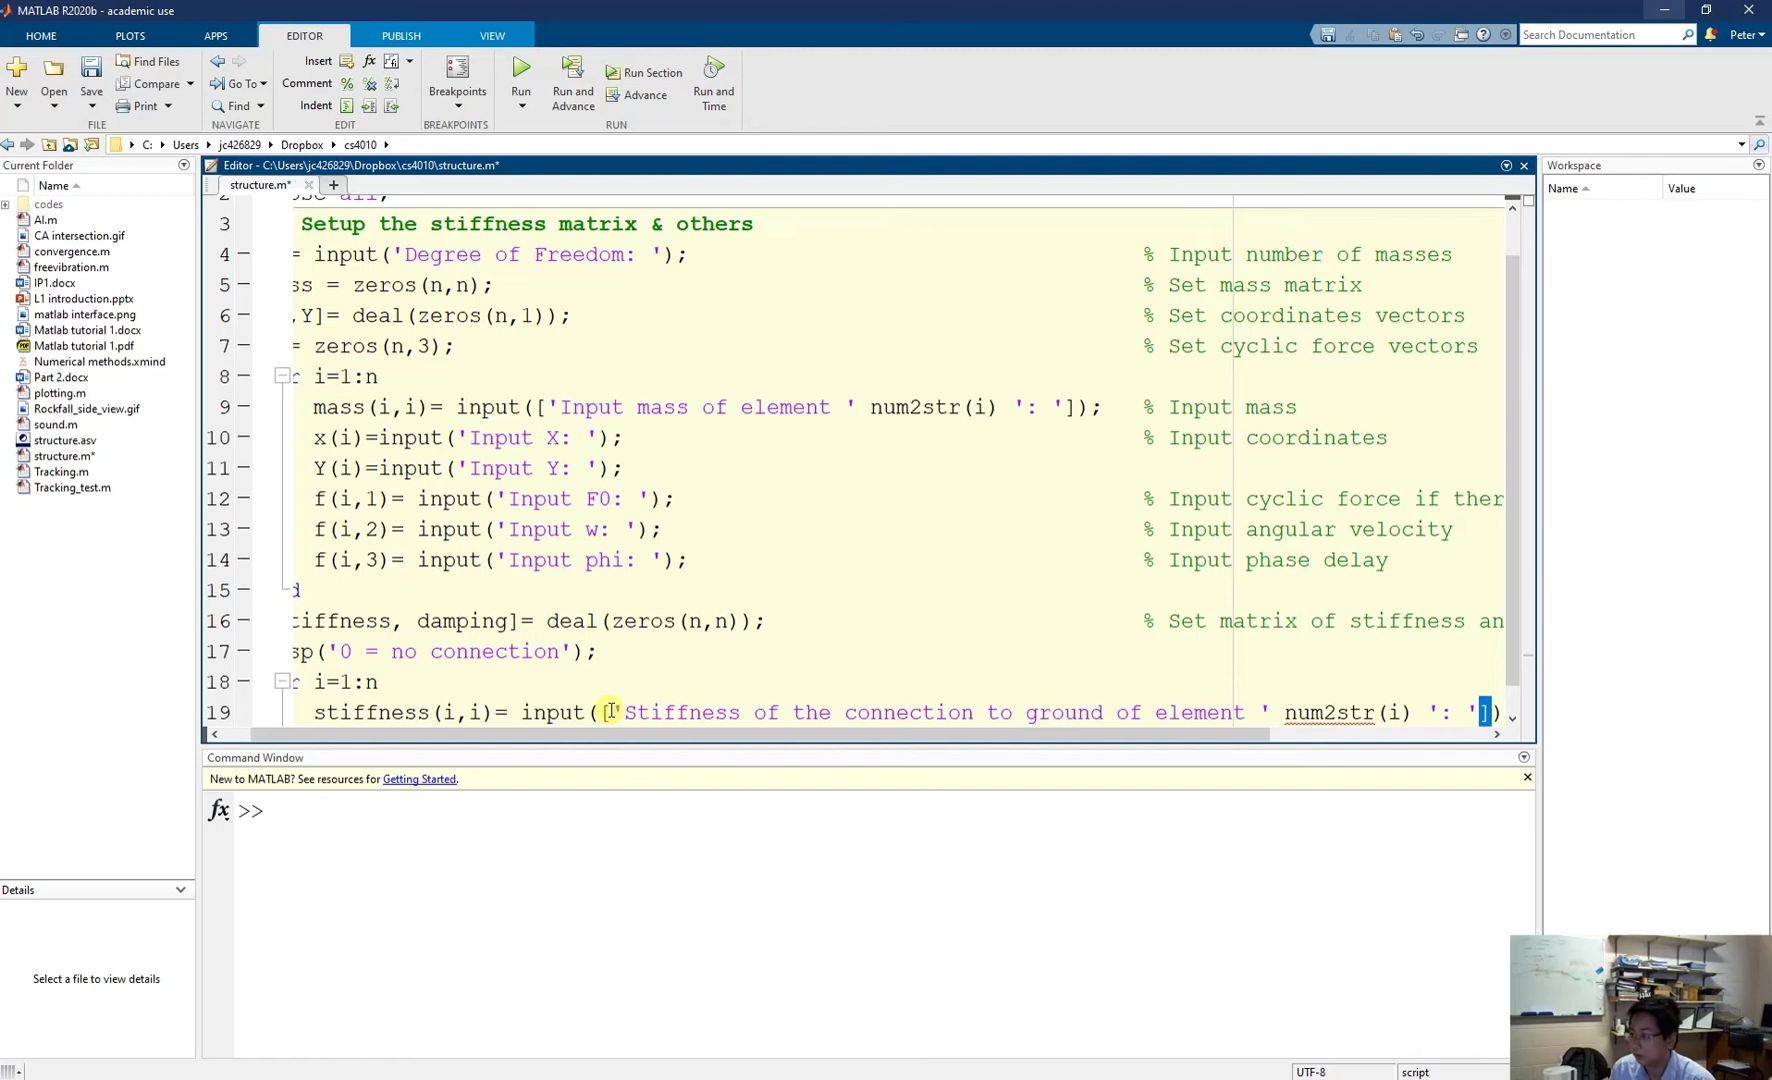 MATLAB R2020b - academic use
HOME PLOTS APPS EDITOR PUBLISH VIEW
Search Documentation
Peter
New Open Save Find Files Compare Print
FILE
Go To Find
NAVIGATE
Insert fx
Comment
Indent
EDIT
Breakpoints
BREAKPOINTS
Run Run and Advance Run Section Advance Run and Time
RUN
C: Users jc426829 Dropbox cs4010
Current Folder
Name
codes
AI.m
CA intersection.gif
convergence.m
freevibration.m
IP1.docx
L1 introduction.pptx
matlab interface.png
Matlab tutorial 1.docx
Matlab tutorial 1.pdf
Numerical methods.xmind
Part 2.docx
plotting.m
Rockfall_side_view.gif
sound.m
structure.asv
structure.m*
Tracking.m
Tracking_test.m
Details
Select a file to view details
Editor - C:\Users\jc426829\Dropbox\cs4010\structure.m*
structure.m*
3 Setup the stiffness matrix & others
4 = input('Degree of Freedom: '); % Input number of masses
5 ss = zeros(n,n); % Set mass matrix
6 ,Y]= deal(zeros(n,1)); % Set coordinates vectors
7 = zeros(n,3); % Set cyclic force vectors
8 r i=1:n
9 mass(i,i)= input(['Input mass of element ' num2str(i) ': ']); % Input mass
10 x(i)=input('Input X: '); % Input coordinates
11 Y(i)=input('Input Y: ');
12 f(i,1)= input('Input F0: '); % Input cyclic force if ther
13 f(i,2)= input('Input w: '); % Input angular velocity
14 f(i,3)= input('Input phi: '); % Input phase delay
15 d
16 tiffness, damping]= deal(zeros(n,n)); % Set matrix of stiffness an
17 sp('0 = no connection');
18 r i=1:n
19 stiffness(i,i)= input(['Stiffness of the connection to ground of element ' num2str(i) ': '])
Command Window
New to MATLAB? See resources for Getting Started.
fx >>
Workspace
Name Value
UTF-8 script